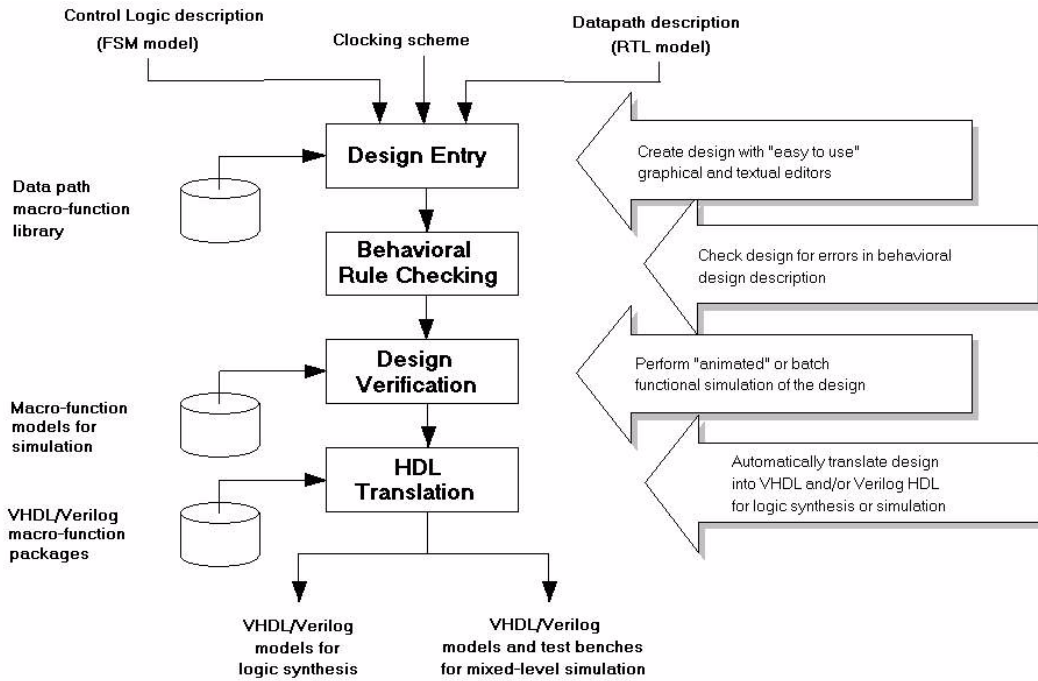 Control Logic description
(FSM model)
Clocking scheme
Datapath description
(RTL model)
Design Entry
Create design with "easy to use"
graphical and textual editors
Data path
macro-function
library
Behavioral
Rule Checking
Check design for errors in behavioral
design description
Design
Verification
Perform "animated" or batch
functional simulation of the design
Macro-function
models for
simulation
HDL
Translation
Automatically translate design
into VHDL and/or Verilog HDL
for logic synthesis or simulation
VHDL/Verilog
macro-function
packages
VHDL/Verilog
models for
logic synthesis
VHDL/Verilog
models and test benches
for mixed-level simulation